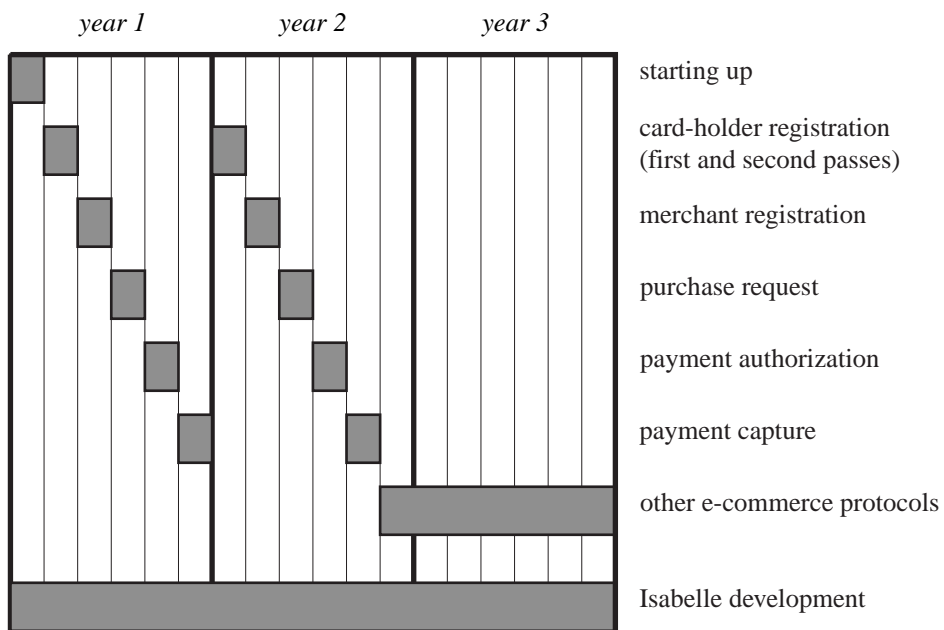 year 1 year 2 year 3
starting up
card-holder registration
(first and second passes)
merchant registration
purchase request
payment authorization
payment capture
other e-commerce protocols
Isabelle development